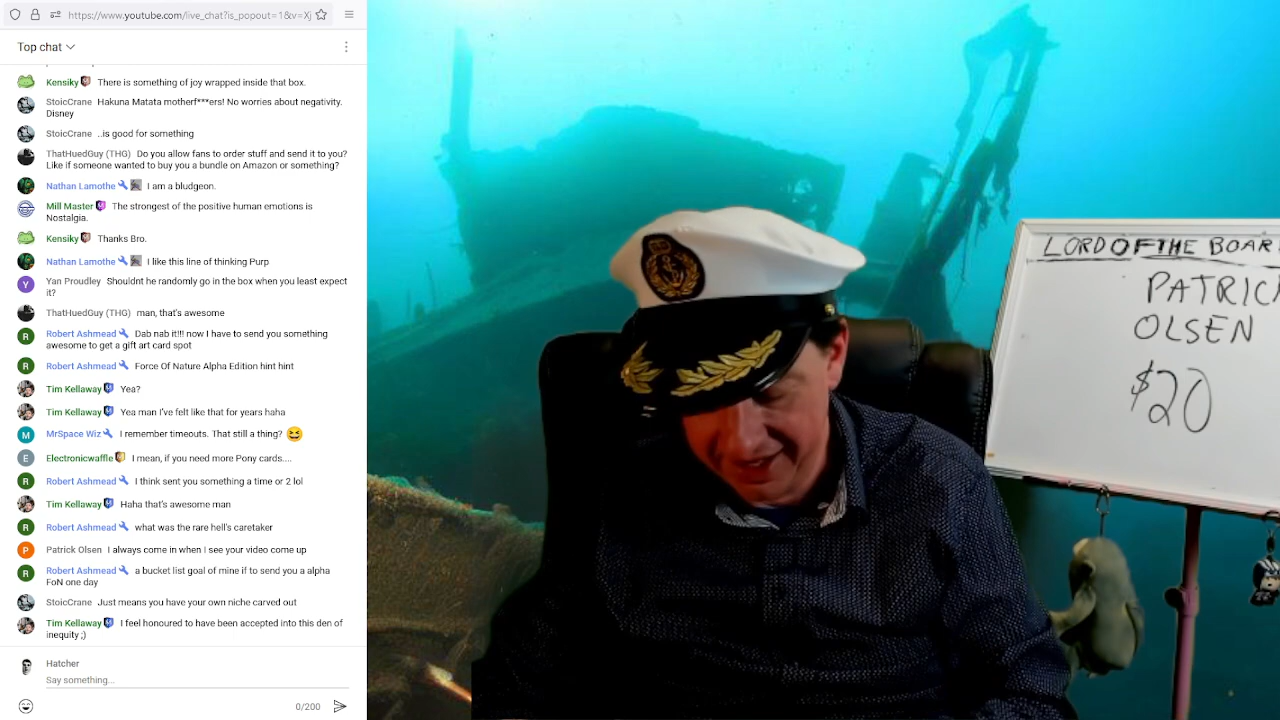 https://www.youtube.com/live_chat?is_popout=1&v=Xj
Top chat
Kensiky There is something of joy wrapped inside that box.
StoicCrane Hakuna Matata motherf***ers! No worries about negativity.
Disney
StoicCrane ..is good for something
ThatHuedGuy (THG) Do you allow fans to order stuff and send it to you?
Like if someone wanted to buy you a bundle on Amazon or something?
Nathan Lamothe I am a bludgeon.
Mill Master The strongest of the positive human emotions is
Nostalgia.
Kensiky Thanks Bro.
Nathan Lamothe I like this line of thinking Purp
Y
Yan Proudley Shouldnt he randomly go in the box when you least expect
it?
ThatHuedGuy (THG) man, that's awesome
R
Robert Ashmead Dab nab it!!! now I have to send you something
awesome to get a gift art card spot
R
Robert Ashmead Force Of Nature Alpha Edition hint hint
Tim Kellaway Yea?
Tim Kellaway Yea man I've felt like that for years haha
M
MrSpace Wiz I remember timeouts. That still a thing? 😆
E
Electronicwaffle I mean, if you need more Pony cards....
R
Robert Ashmead I think sent you something a time or 2 lol
Tim Kellaway Haha that's awesome man
R
Robert Ashmead what was the rare hell's caretaker
P
Patrick Olsen I always come in when I see your video come up
R
Robert Ashmead a bucket list goal of mine if to send you a alpha
FoN one day
StoicCrane Just means you have your own niche carved out
Tim Kellaway I feel honoured to have been accepted into this den of
inequity ;)
Hatcher
Say something...
0/200
LORD OF THE BOAR
PATRIC
OLSEN
$20